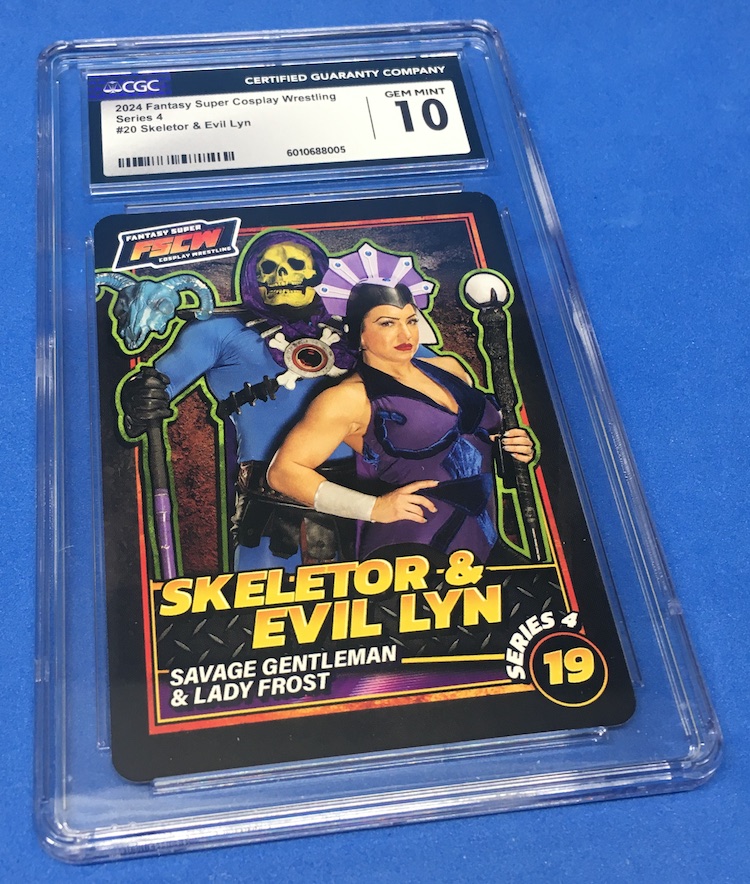 CGC
CERTIFIED GUARANTY COMPANY
2024 Fantasy Super Cosplay Wrestling
Series 4
#20 Skeletor & Evil Lyn
GEM MINT
10
6010688005
FANTASY SUPER
FSCW
COSPLAY WRESTLING
SKELETOR &
EVIL LYN
SAVAGE GENTLEMAN
& LADY FROST
SERIES 4
19